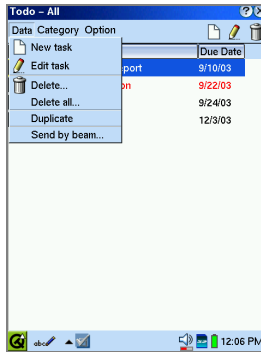 Todo – All
Data Category Option
Due Date
New task
Edit task
port 9/10/03
Delete...
on 9/22/03
Delete all...
9/24/03
Duplicate
12/3/03
Send by beam...
abc
12:06 PM